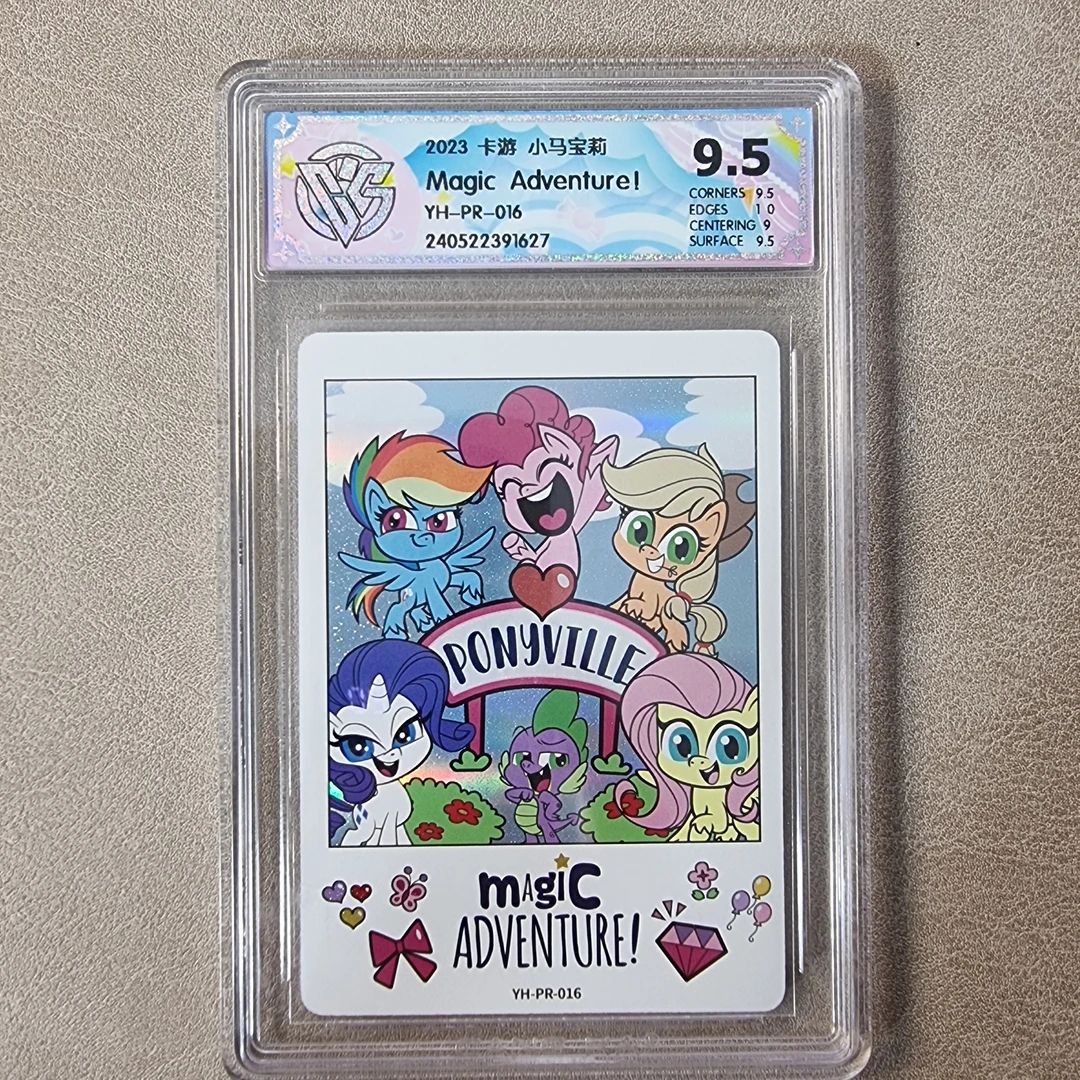 2023 卡游 小马宝莉
Magic Adventure!
YH-PR-016
240522391627
9.5
CORNERS 9.5
EDGES 10
CENTERING 9
SURFACE 9.5
PONYVILLE
magic
ADVENTURE!
YH-PR-016